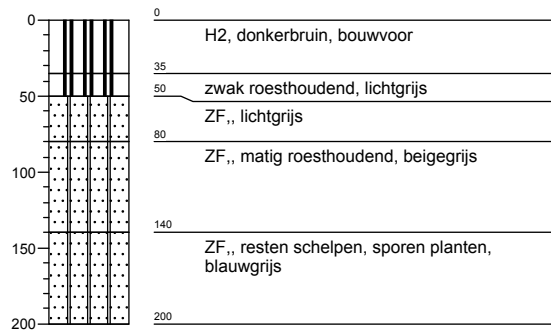 0
50
100
150
200
0
H2, donkerbruin, bouwvoor
35
zwak roesthoudend, lichtgrijs
50
ZF,, lichtgrijs
80
ZF,, matig roesthoudend, beigegrijs
140
ZF,, resten schelpen, sporen planten,
blauwgrijs
200